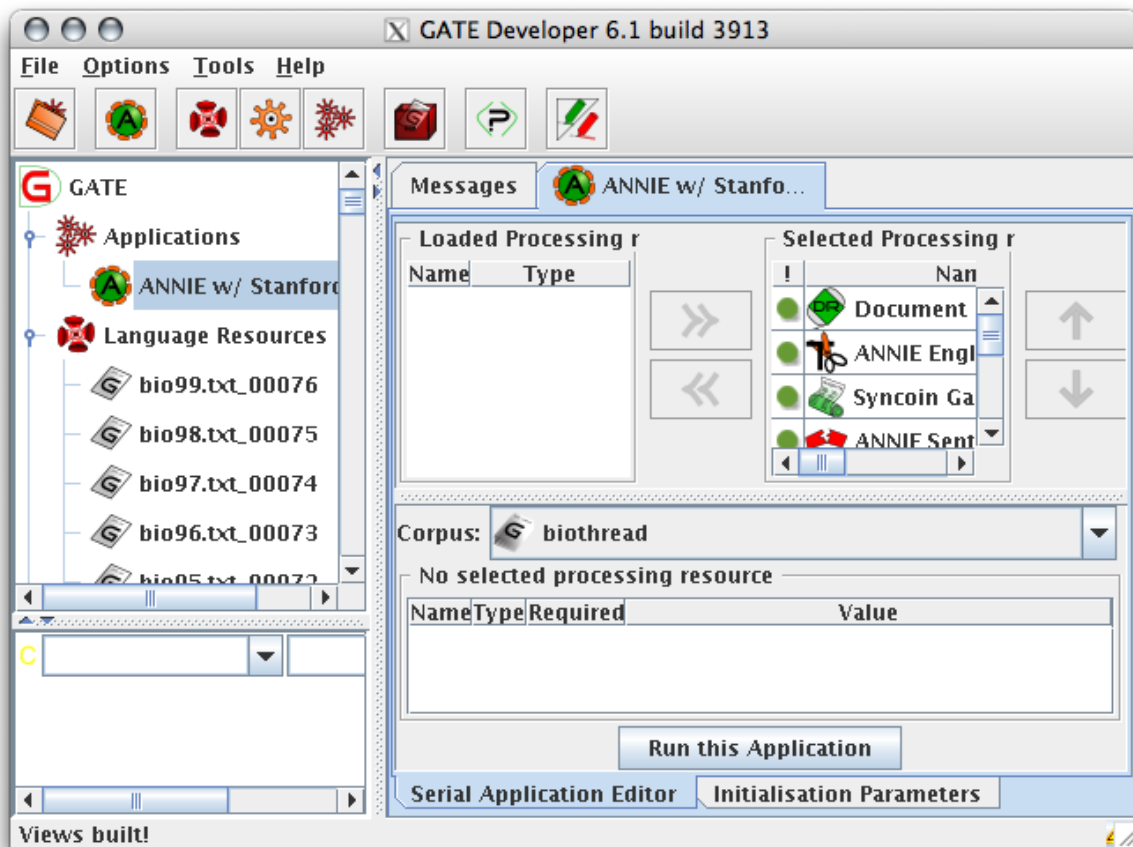 GATE Developer 6.1 build 3913
File Options Tools Help
GATE
Applications
ANNIE w/ Stanford
Language Resources
bio99.txt_00076
bio98.txt_00075
bio97.txt_00074
bio96.txt_00073
Messages
ANNIE w/ Stanfo...
Loaded Processing r
Name Type
Selected Processing r
! Nan
Document
ANNIE Engl
Syncoin Ga
ANNIE Sent
Corpus: biothread
No selected processing resource
Name Type Required Value
Run this Application
Serial Application Editor Initialisation Parameters
C
Views built!